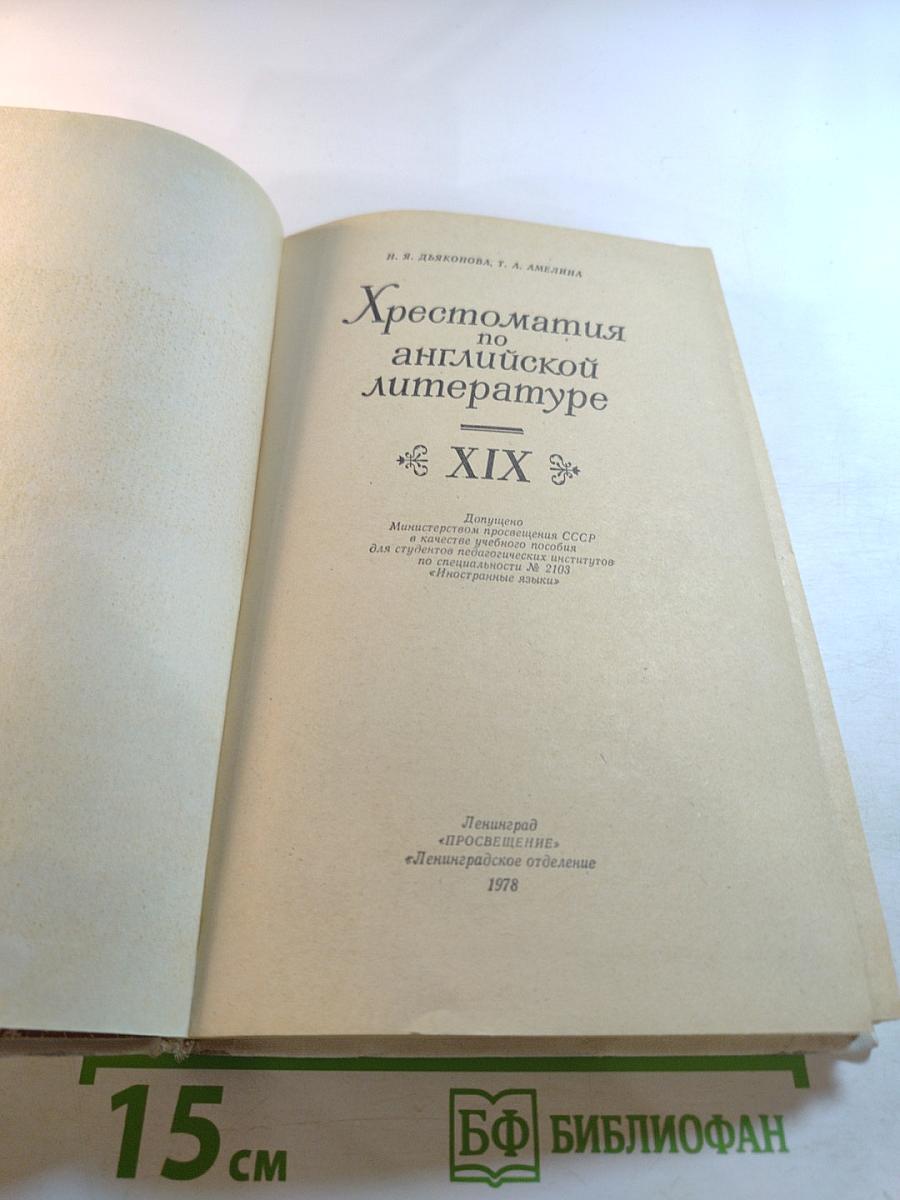 Н. Я. ДЬЯКОНОВА, Т. А. АМЕЛИНА
Хрестоматия
по
английской
литературе
XIX
Допущено
Министерством просвещения СССР
в качестве учебного пособия
для студентов педагогических институтов
по специальности № 2103
«Иностранные языки»
Ленинград
«ПРОСВЕЩЕНИЕ»
«Ленинградское отделение
1978
15 см
БФ БИБЛИОФАН